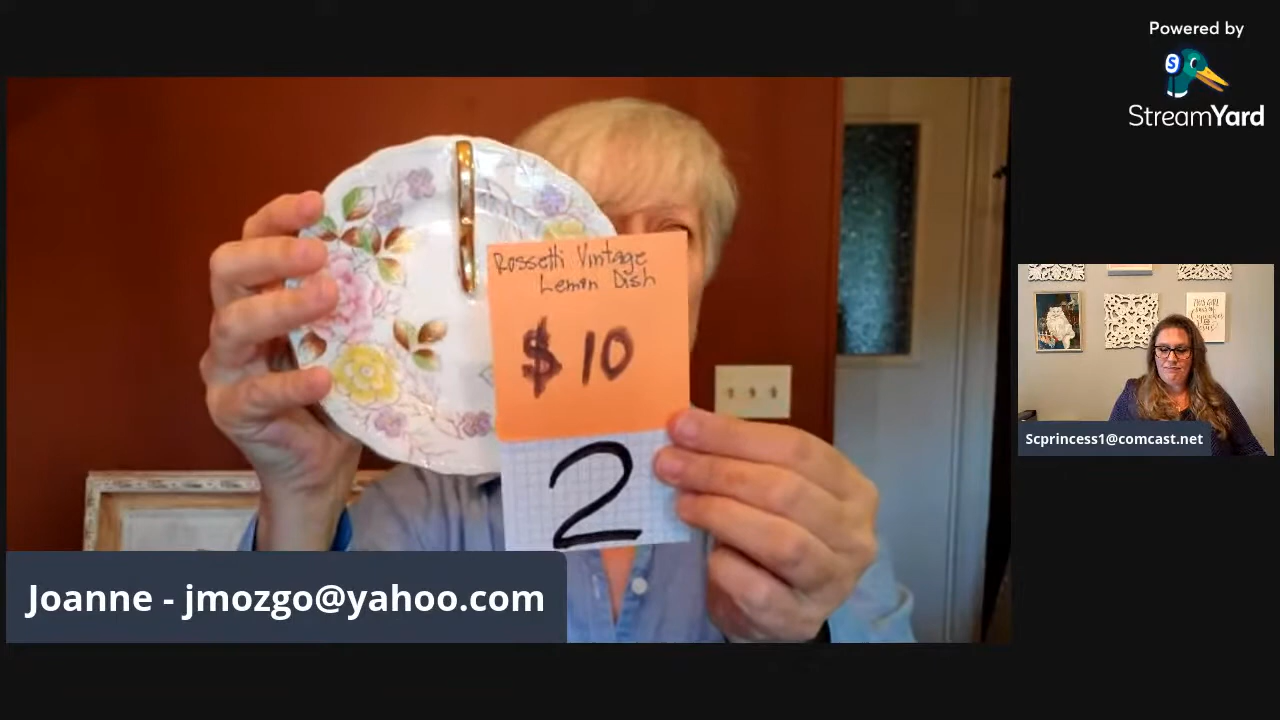 Powered by
StreamYard
Rossetti Vintage
Lemon Dish
$10
2
Scprincess1@comcast.net
Joanne - jmozgo@yahoo.com